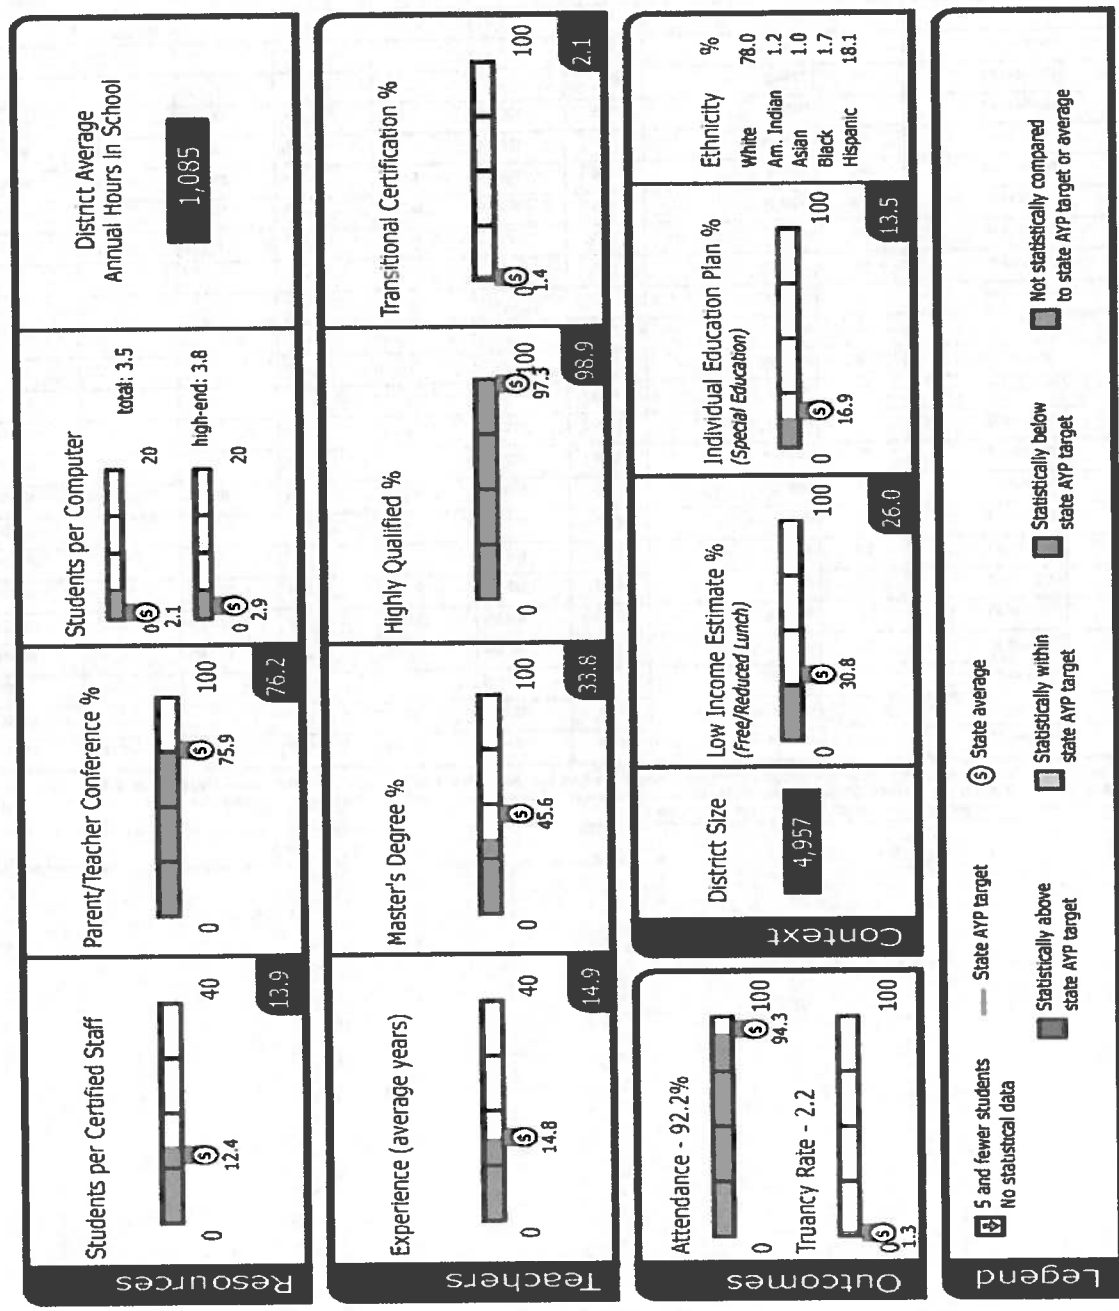 Resources
Students per Certified Staff
0
40
12.4
13.9
Parent/Teacher Conference %
0
100
75.9
76.2
Students per Computer
total: 3.5
0
20
2.1
high-end: 3.8
0
20
2.9
District Average
Annual Hours In School
1,085
Teachers
Experience (average years)
0
40
14.8
14.9
Master's Degree %
0
100
45.6
33.8
Highly Qualified %
0
100
97.3
98.9
Transitional Certification %
0
100
1.4
2.1
Outcomes
Attendance - 92.2%
0
100
94.3
Truancy Rate - 2.2
0
100
1.3
Context
District Size
4,957
Low Income Estimate %
(Free/Reduced Lunch)
0
100
30.8
26.0
Individual Education Plan %
(Special Education)
0
100
16.9
13.5
Ethnicity %
White 78.0
Am. Indian 1.2
Asian 1.0
Black 1.7
Hispanic 18.1
Legend
5 and fewer students
No statistical data
State AYP target
S State average
Statistically above
state AYP target
Statistically within
state AYP target
Statistically below
state AYP target
Not statistically compared
to state AYP target or average